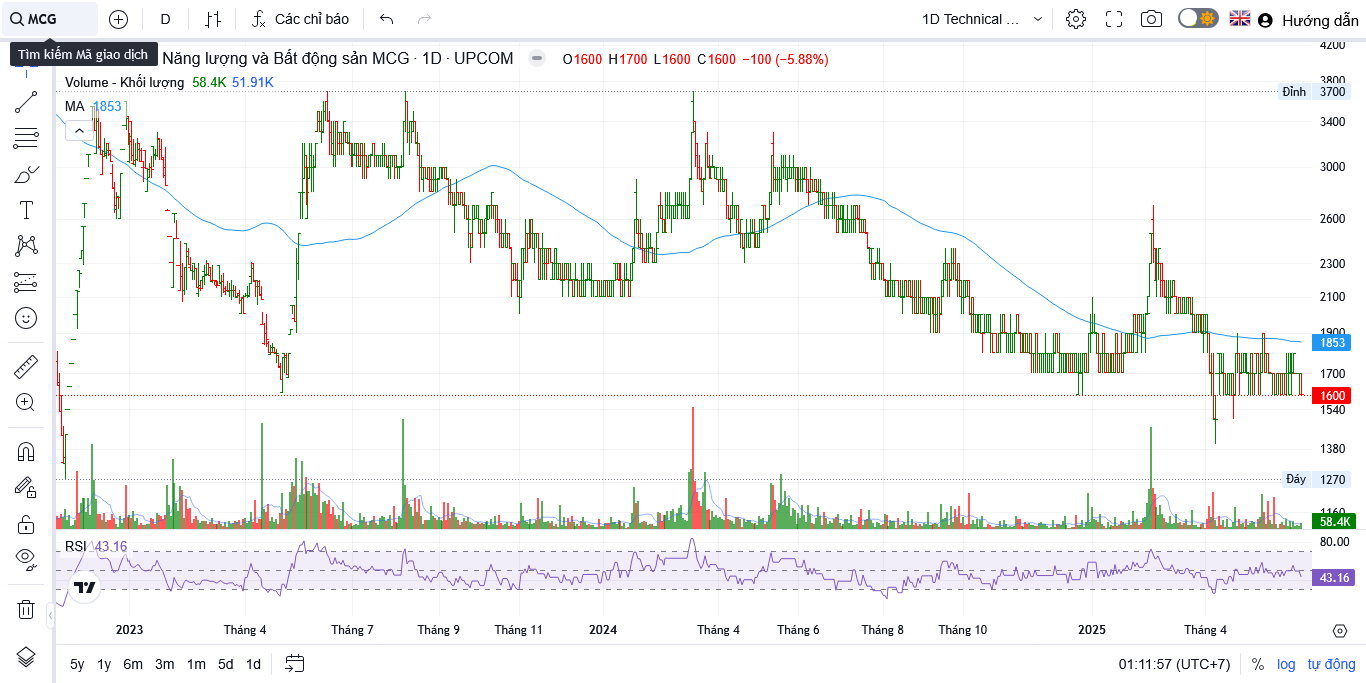 MCG
D
Các chỉ báo
1D Technical ...
Hướng dẫn
Tìm kiếm Mã giao dịch
Năng lượng và Bất động sản MCG · 1D · UPCOM
O1600 H1700 L1600 C1600 −100 (−5.88%)
Volume - Khối lượng 58.4K 51.91K
MA 1853
4200
3800
Đỉnh 3700
3400
3000
2600
2300
2100
1900
1853
1700
1600
1540
1380
Đáy 1270
1160
58.4K
RSI 43.16
80.00
43.16
2023 Tháng 4 Tháng 7 Tháng 9 Tháng 11 2024 Tháng 4 Tháng 6 Tháng 8 Tháng 10 2025 Tháng 4
5y 1y 6m 3m 1m 5d 1d
01:11:57 (UTC+7) % log tự động